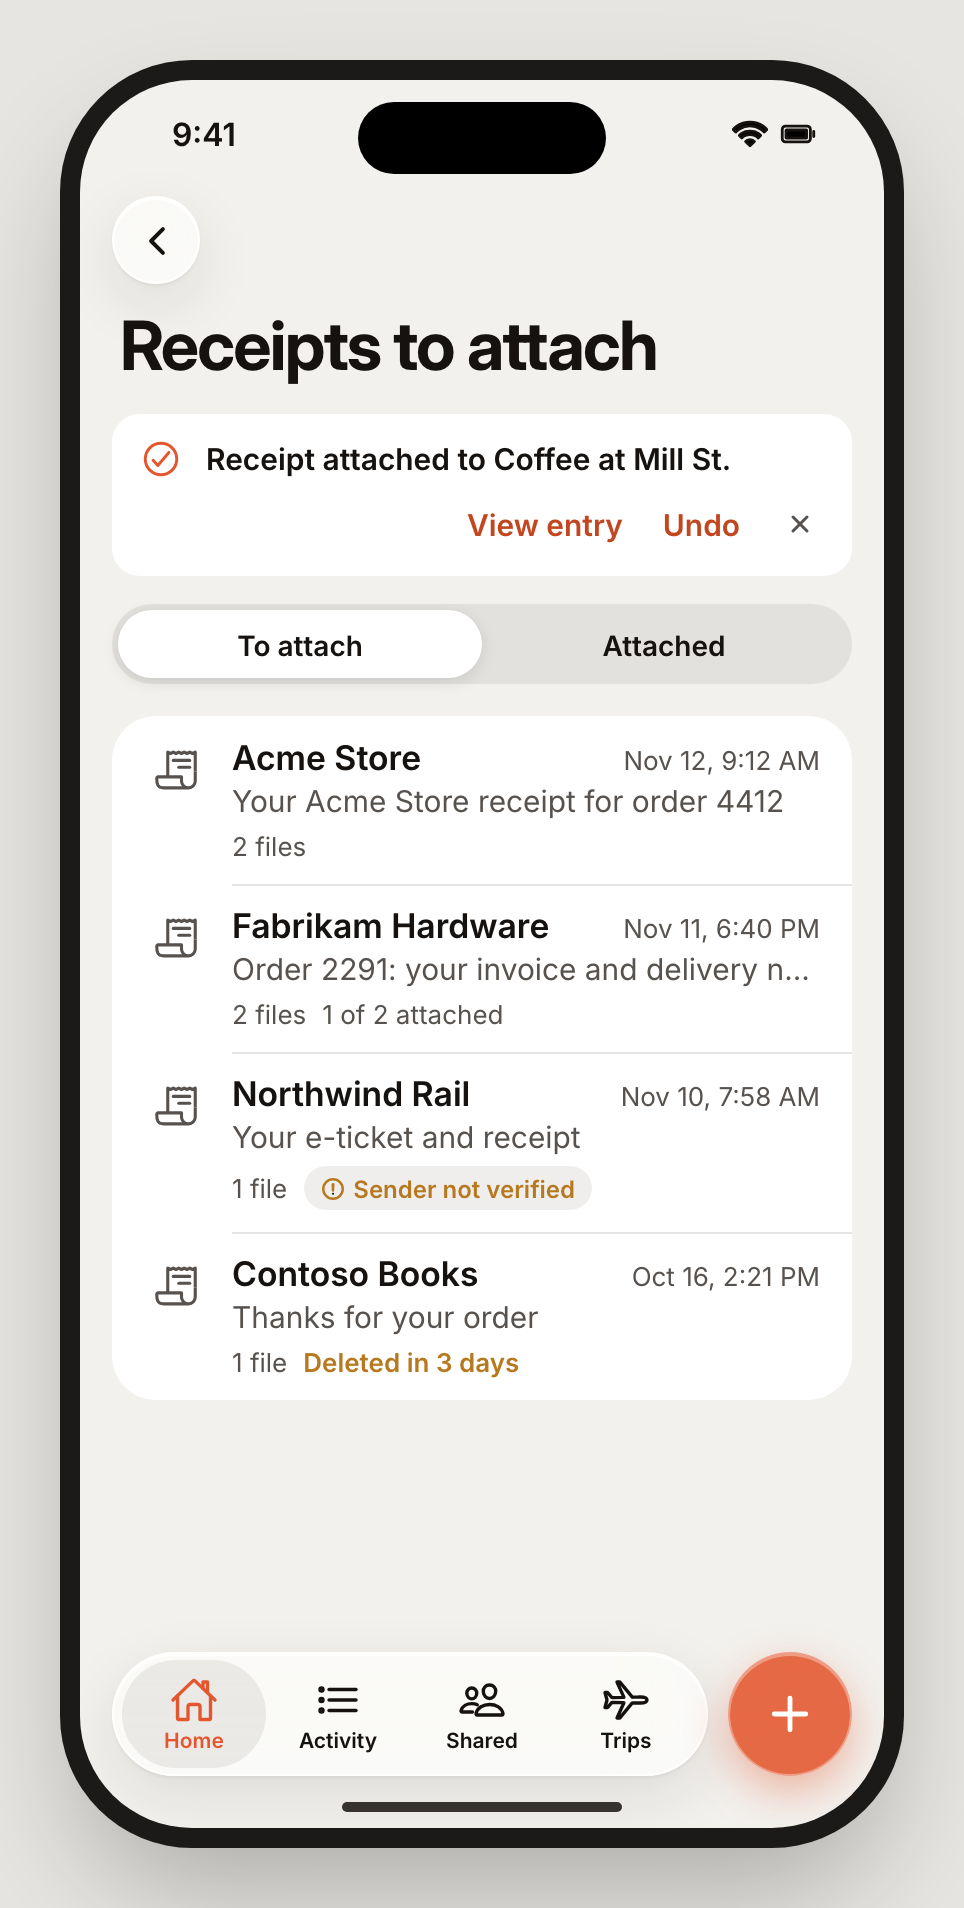 9:41
Receipts to attach
Receipt attached to Coffee at Mill St.
View entry Undo
To attach Attached
Acme Store Nov 12, 9:12 AM
Your Acme Store receipt for order 4412
2 files
Fabrikam Hardware Nov 11, 6:40 PM
Order 2291: your invoice and delivery n...
2 files 1 of 2 attached
Northwind Rail Nov 10, 7:58 AM
Your e-ticket and receipt
1 file Sender not verified
Contoso Books Oct 16, 2:21 PM
Thanks for your order
1 file Deleted in 3 days
Home Activity Shared Trips